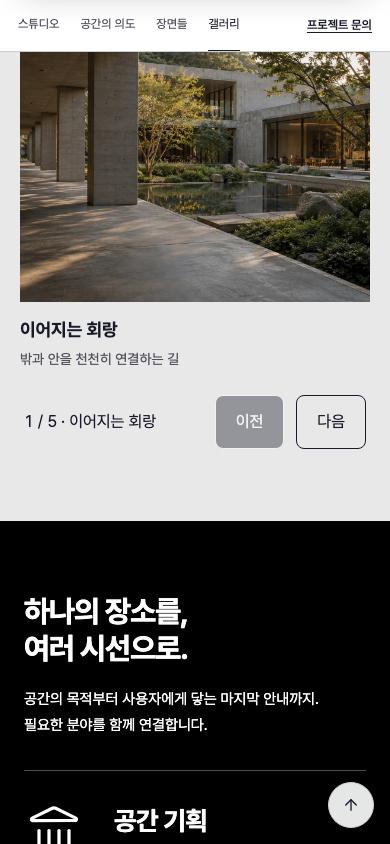 스튜디오 공간의 의도 장면들 갤러리 프로젝트 문의
이어지는 회랑
밖과 안을 천천히 연결하는 길
1 / 5 · 이어지는 회랑 이전 다음
하나의 장소를,
여러 시선으로.
공간의 목적부터 사용자에게 닿는 마지막 안내까지.
필요한 분야를 함께 연결합니다.
공간 기획